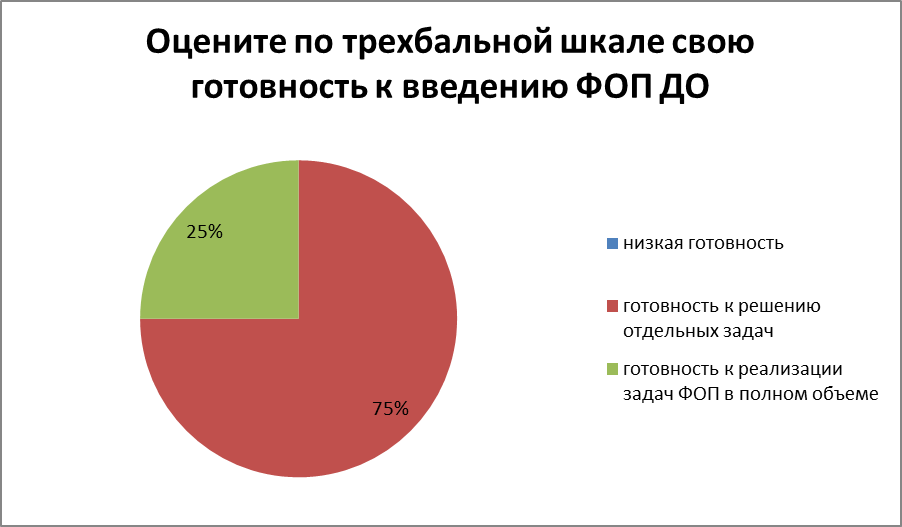 Оцените по трехбальной шкале свою
готовность к введению ФОП ДО
25%
75%
низкая готовность
готовность к решению
отдельных задач
готовность к реализации
задач ФОП в полном объеме